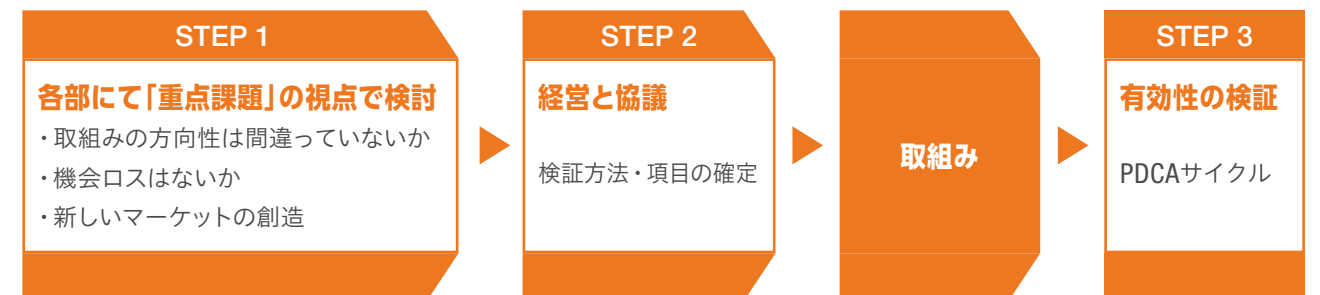 STEP 1
各部にて「重点課題」の視点で検討
・取組みの方向性は間違っていないか
・機会ロスはないか
・新しいマーケットの創造
STEP 2
経営と協議
検証方法・項目の確定
取組み
STEP 3
有効性の検証
PDCAサイクル